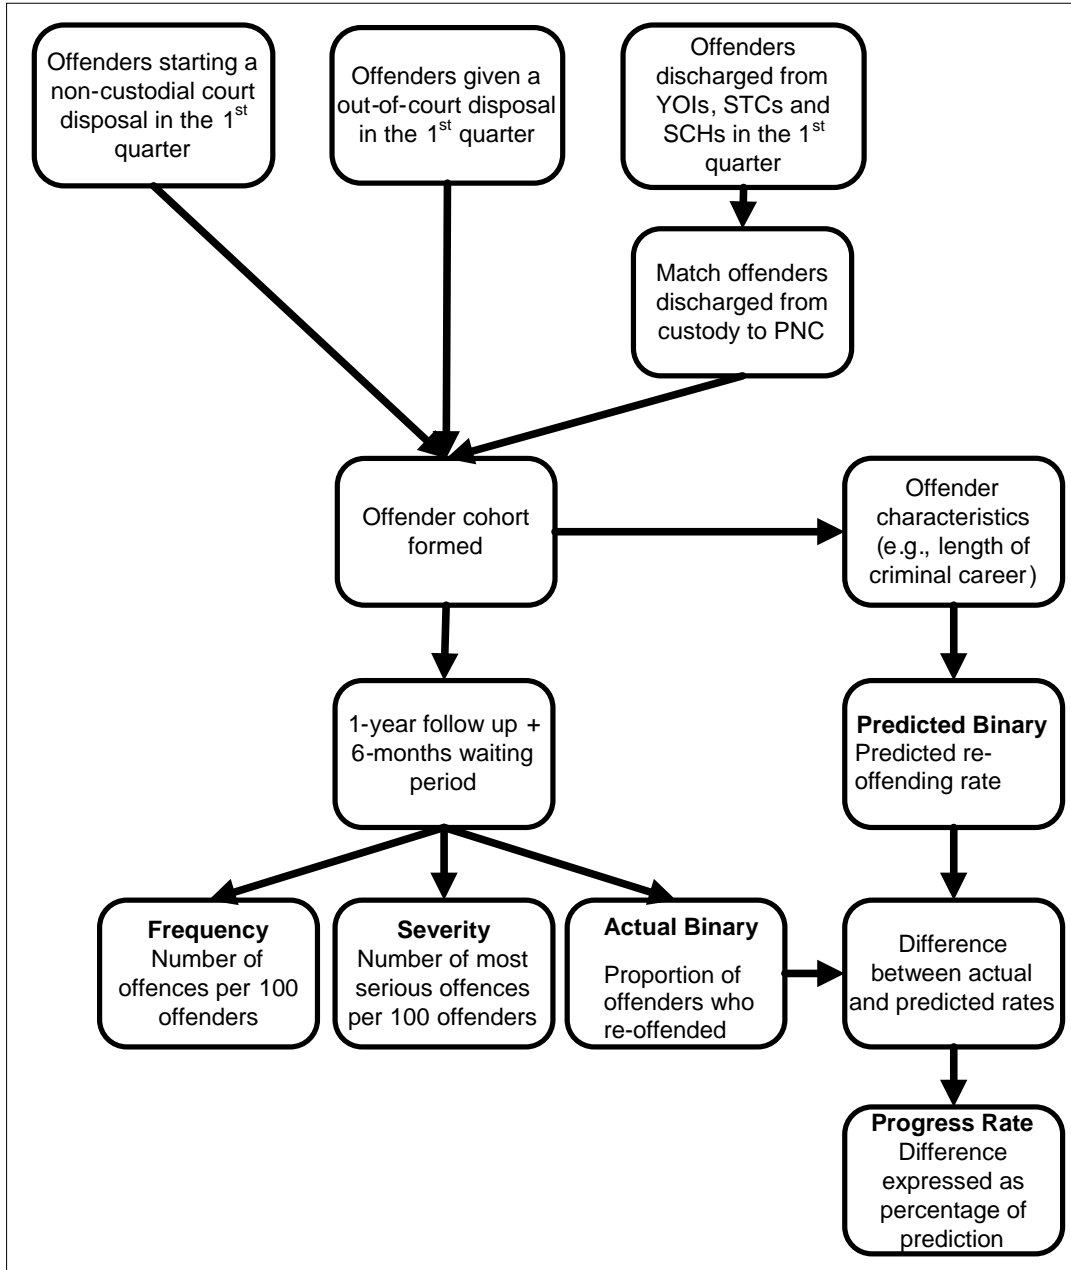 Offenders starting a
non-custodial court
disposal in the 1st
quarter
Offenders given a
out-of-court disposal
in the 1st quarter
Offenders
discharged from
YOIs, STCs and
SCHs in the 1st
quarter
Match offenders
discharged from
custody to PNC
Offender cohort
formed
Offender
characteristics
(e.g., length of
criminal career)
1-year follow up +
6-months waiting
period
Predicted Binary
Predicted re-
offending rate
Frequency
Number of
offences per 100
offenders
Severity
Number of most
serious offences
per 100 offenders
Actual Binary
Proportion of
offenders who
re-offended
Difference
between actual
and predicted rates
Progress Rate
Difference
expressed as
percentage of
prediction